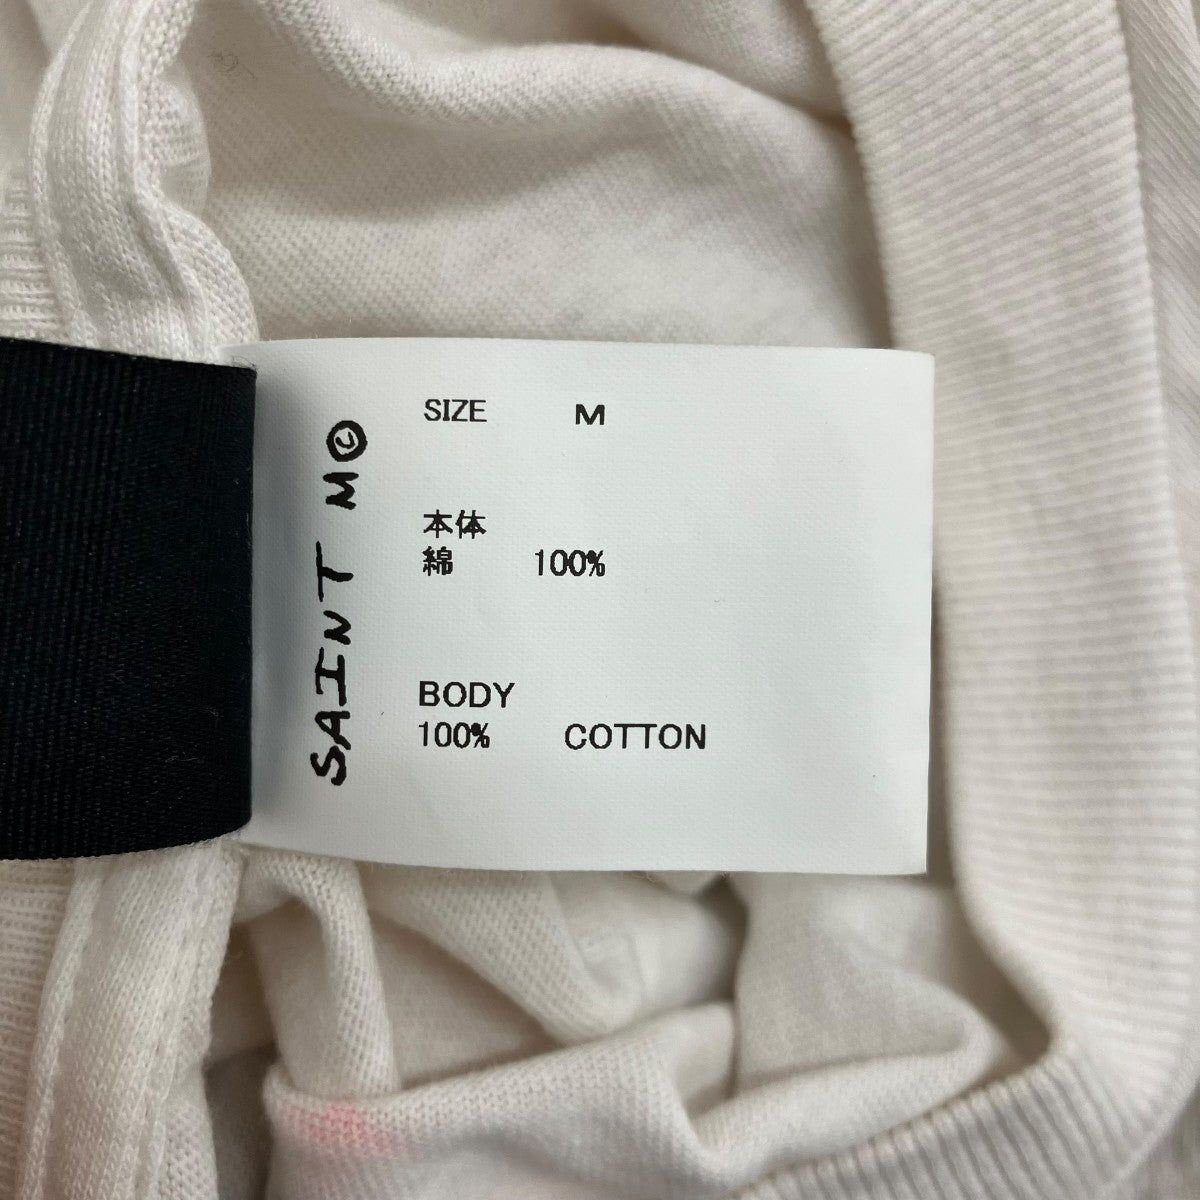 SAINT M©
SIZE M
本体
綿 100%
BODY
100% COTTON